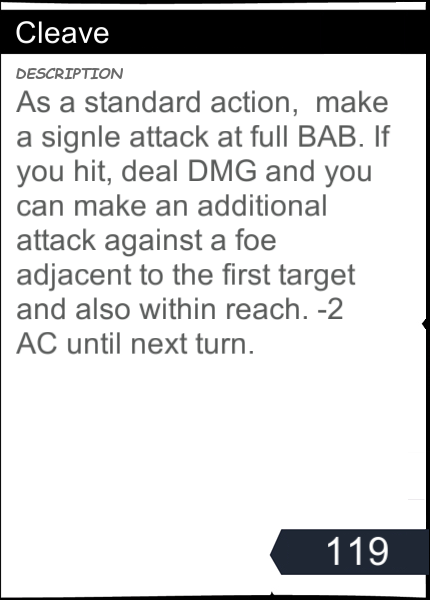 Cleave
DESCRIPTION
As a standard action,  make
a signle attack at full BAB. If
you hit, deal DMG and you
can make an additional
attack against a foe
adjacent to the first target
and also within reach. -2
AC until next turn.
119